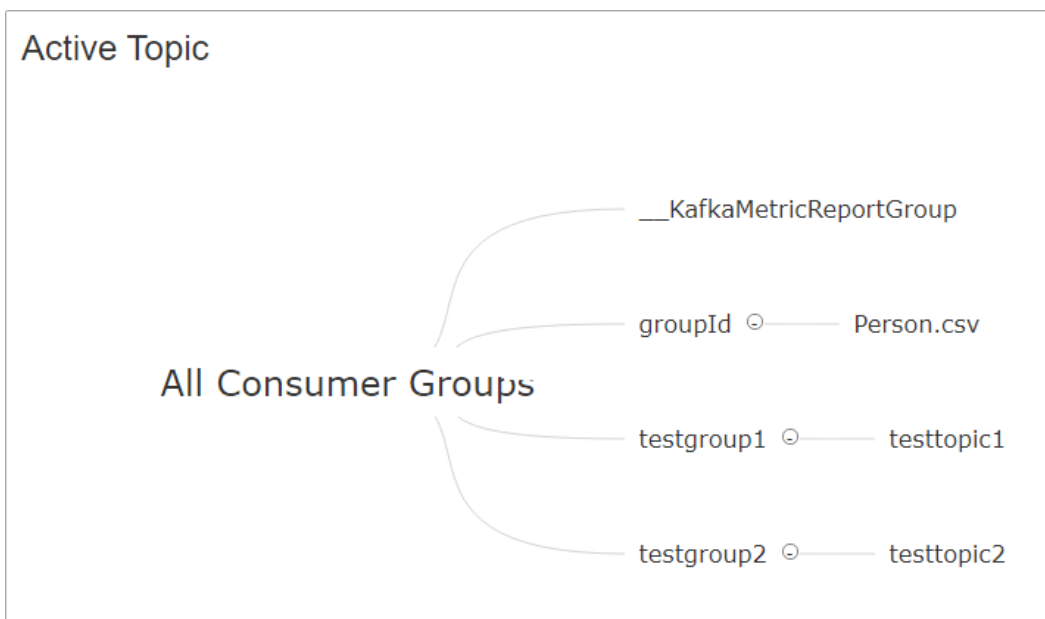 Active Topic
__KafkaMetricReportGroup
groupId - Person.csv
All Consumer Groups
testgroup1 - testtopic1
testgroup2 - testtopic2